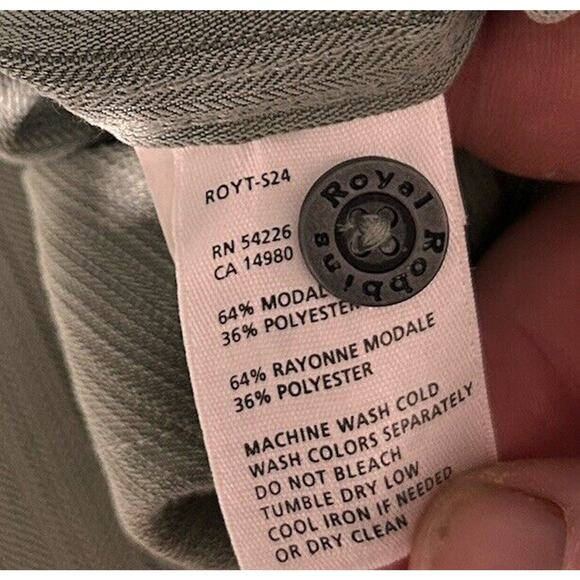 ROYT-S24
Royal Robbins
RN 54226
CA 14980
64% MODAL
36% POLYESTER
64% RAYONNE MODALE
36% POLYESTER
MACHINE WASH COLD
WASH COLORS SEPARATELY
DO NOT BLEACH
TUMBLE DRY LOW
COOL IRON IF NEEDED
OR DRY CLEAN